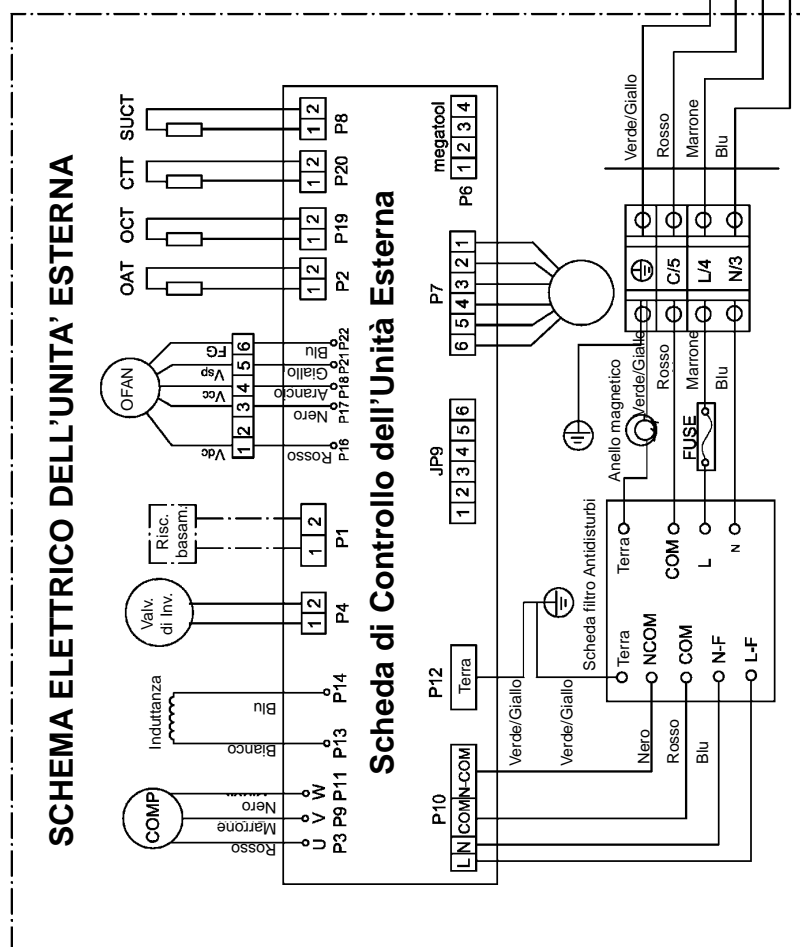 SCHEMA ELETTRICO DELL'UNITA' ESTERNA
Scheda di Controllo dell'Unità Esterna
COMP
Rosso
Marrone
Nero
U V W
P3 P9 P11
Induttanza
Bianco
Blu
P13 P14
Valv.
di Inv.
1 2
P4
Risc.
basam.
1 2
P1
OFAN
Vdc
Vcc
Vsp
FG
1 2 3 4 5 6
Rosso
Nero
Arancio
Giallo
Blu
P16 P17 P18 P21 P22
OAT
1 2
P2
OCT
1 2
P19
CTT
1 2
P20
SUCT
1 2
P8
P10
L N COM N-COM
P12
Terra
JP9
1 2 3 4 5 6
P7
6 5 4 3 2 1
megatool
P6
1 2 3 4
Verde/Giallo
Verde/Giallo
Nero
Rosso
Blu
Scheda filtro Antidisturbi
Terra
NCOM
COM
N-F
L-F
Terra
COM
L
N
Anello magnetico
FUSE
Verde/Giallo
Rosso
Marrone
Blu
C/5
L/4
N/3
Verde/Giallo
Rosso
Marrone
Blu